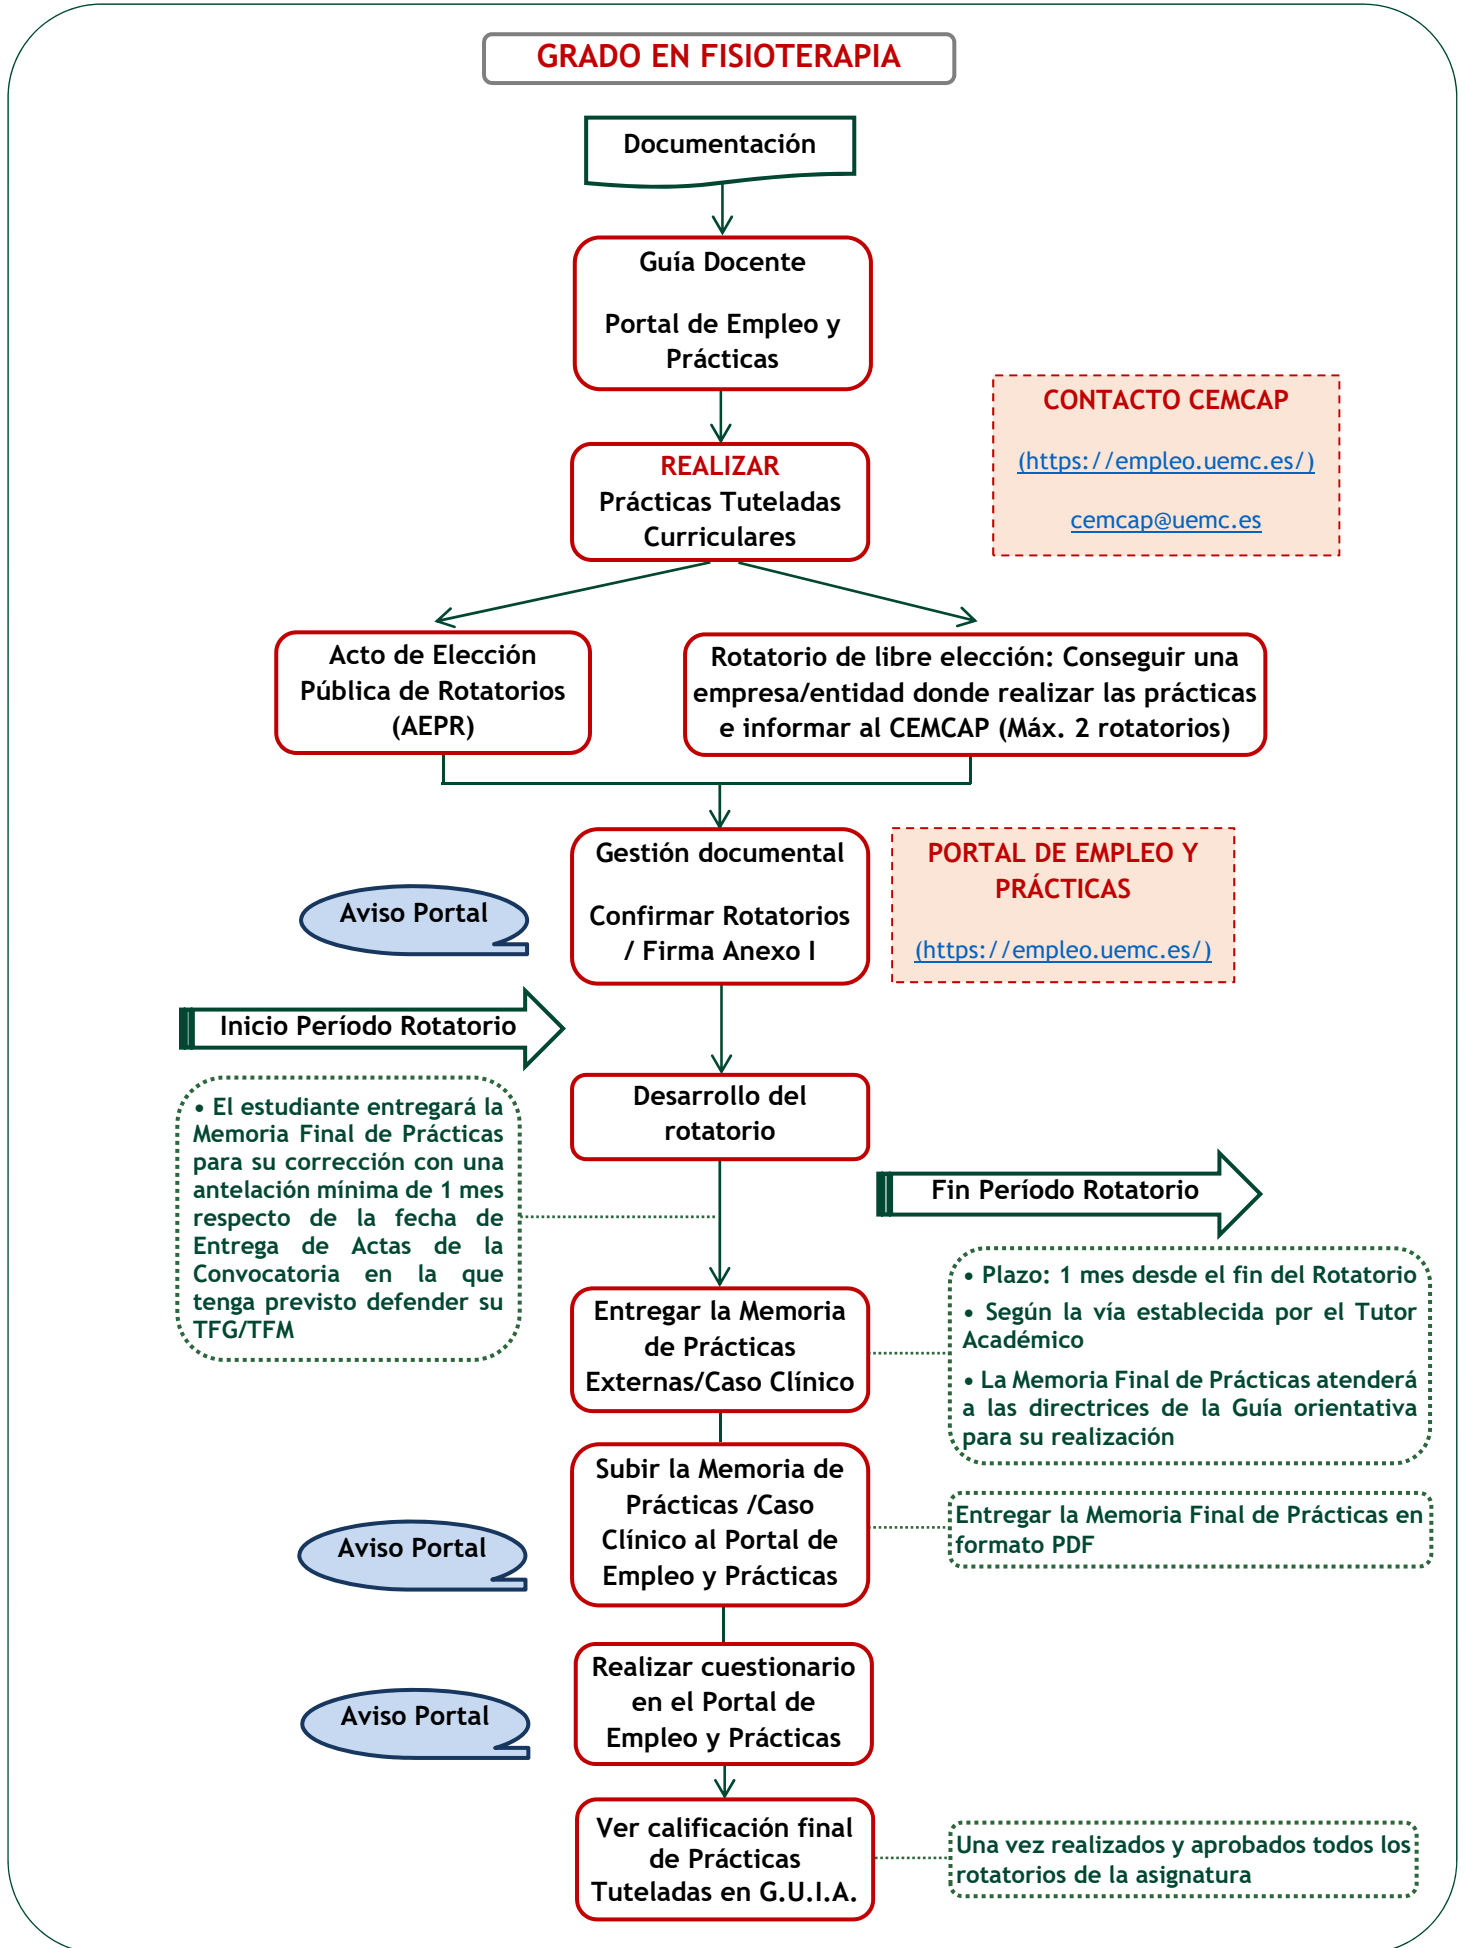 GRADO EN FISIOTERAPIA
Documentación
Guía Docente
Portal de Empleo y
Prácticas
CONTACTO CEMCAP
(https://empleo.uemc.es/)
cemcap@uemc.es
REALIZAR
Prácticas Tuteladas
Curriculares
Acto de Elección
Pública de Rotatorios
(AEPR)
Rotatorio de libre elección: Conseguir una
empresa/entidad donde realizar las prácticas
e informar al CEMCAP (Máx. 2 rotatorios)
Gestión documental
Confirmar Rotatorios
/ Firma Anexo I
PORTAL DE EMPLEO Y
PRÁCTICAS
(https://empleo.uemc.es/)
Aviso Portal
Inicio Período Rotatorio
Desarrollo del
rotatorio
• El estudiante entregará la
Memoria Final de Prácticas
para su corrección con una
antelación mínima de 1 mes
respecto de la fecha de
Entrega de Actas de la
Convocatoria en la que
tenga previsto defender su
TFG/TFM
Fin Período Rotatorio
Entregar la Memoria
de Prácticas
Externas/Caso Clínico
• Plazo: 1 mes desde el fin del Rotatorio
• Según la vía establecida por el Tutor
Académico
• La Memoria Final de Prácticas atenderá
a las directrices de la Guía orientativa
para su realización
Subir la Memoria de
Prácticas /Caso
Clínico al Portal de
Empleo y Prácticas
Entregar la Memoria Final de Prácticas en
formato PDF
Aviso Portal
Realizar cuestionario
en el Portal de
Empleo y Prácticas
Aviso Portal
Ver calificación final
de Prácticas
Tuteladas en G.U.I.A.
Una vez realizados y aprobados todos los
rotatorios de la asignatura